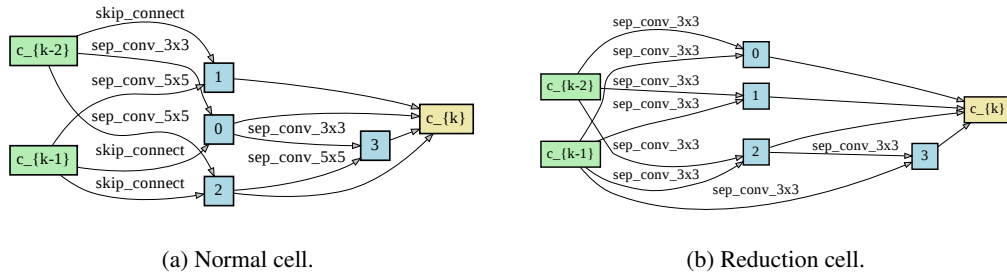 skip_connect
c_{k-2}
sep_conv_3x3
sep_conv_5x5
1
sep_conv_5x5
0
sep_conv_3x3
c_{k}
3
c_{k-1}
skip_connect
sep_conv_5x5
skip_connect
2
(a) Normal cell.
sep_conv_3x3
0
sep_conv_3x3
c_{k-2}
sep_conv_3x3
1
sep_conv_3x3
c_{k}
c_{k-1}
sep_conv_3x3
2
sep_conv_3x3
3
sep_conv_3x3
sep_conv_3x3
(b) Reduction cell.